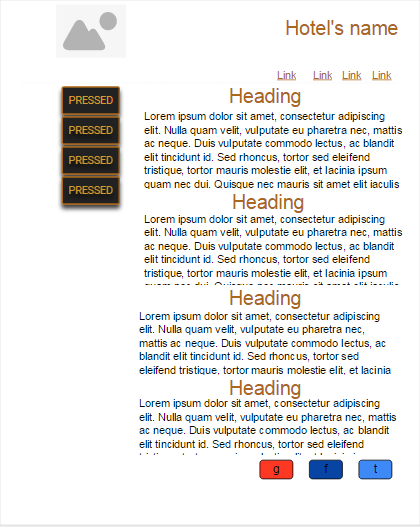 Hotel's name
Link Link Link Link
PRESSED
PRESSED
PRESSED
PRESSED
Heading
Lorem ipsum dolor sit amet, consectetur adipiscing
elit. Nulla quam velit, vulputate eu pharetra nec, mattis
ac neque. Duis vulputate commodo lectus, ac blandit
elit tincidunt id. Sed rhoncus, tortor sed eleifend
tristique, tortor mauris molestie elit, et lacinia ipsum
quam nec dui. Quisque nec mauris sit amet elit iaculis
Heading
Lorem ipsum dolor sit amet, consectetur adipiscing
elit. Nulla quam velit, vulputate eu pharetra nec, mattis
ac neque. Duis vulputate commodo lectus, ac blandit
elit tincidunt id. Sed rhoncus, tortor sed eleifend
tristique, tortor mauris molestie elit, et lacinia ipsum
quam nec dui. Quisque nec mauris sit amet elit iaculis
Heading
Lorem ipsum dolor sit amet, consectetur adipiscing
elit. Nulla quam velit, vulputate eu pharetra nec,
mattis ac neque. Duis vulputate commodo lectus, ac
blandit elit tincidunt id. Sed rhoncus, tortor sed
eleifend tristique, tortor mauris molestie elit, et lacinia
Heading
Lorem ipsum dolor sit amet, consectetur adipiscing
elit. Nulla quam velit, vulputate eu pharetra nec, mattis
ac neque. Duis vulputate commodo lectus, ac blandit
elit tincidunt id. Sed rhoncus, tortor sed eleifend
g f t